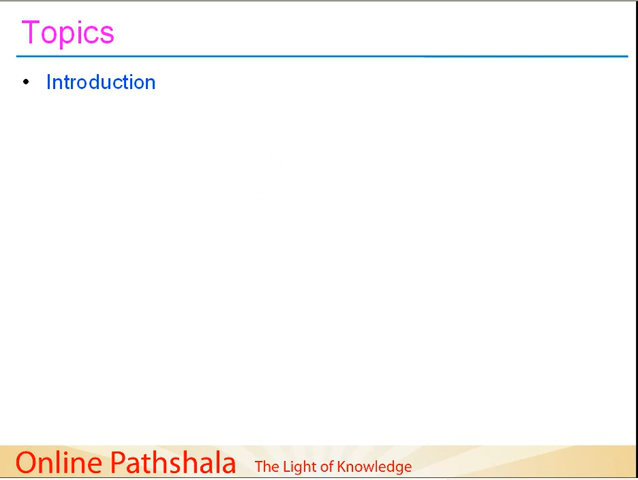 Topics
• Introduction
Online Pathshala The Light of Knowledge